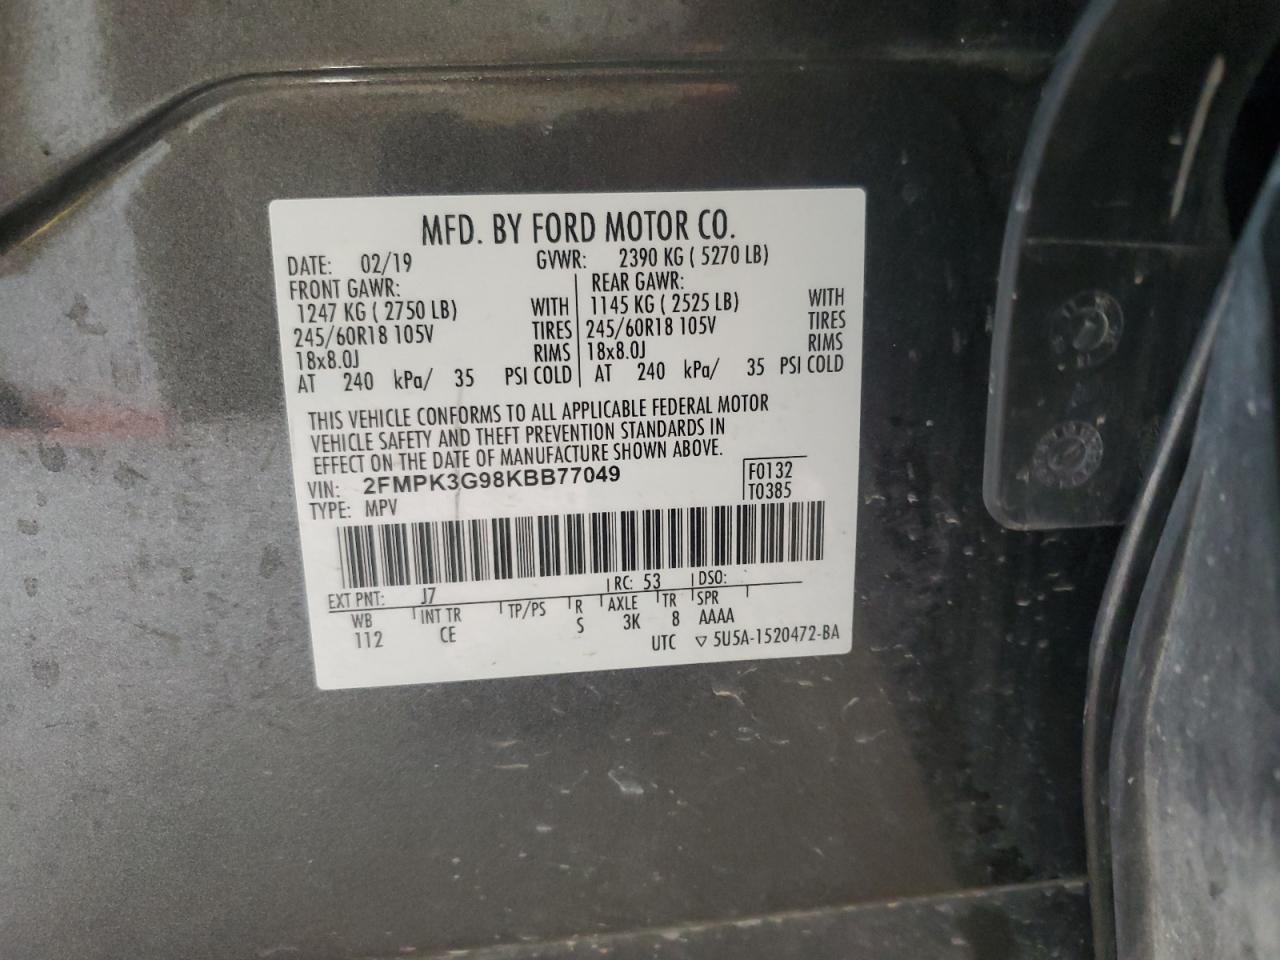 MFD. BY FORD MOTOR CO.
DATE: 02/19 GVWR: 2390 KG ( 5270 LB)
FRONT GAWR: REAR GAWR:
1247 KG ( 2750 LB) WITH 1145 KG ( 2525 LB) WITH
245/60R18 105V TIRES 245/60R18 105V TIRES
18x8.0J RIMS 18x8.0J RIMS
AT 240 kPa/ 35 PSI COLD AT 240 kPa/ 35 PSI COLD
THIS VEHICLE CONFORMS TO ALL APPLICABLE FEDERAL MOTOR
VEHICLE SAFETY AND THEFT PREVENTION STANDARDS IN
EFFECT ON THE DATE OF MANUFACTURE SHOWN ABOVE.
VIN: 2FMPK3G98KBB77049 F0132
TYPE: MPV T0385
EXT PNT: J7 RC: 53 DSO:
WB INT TR TP/PS R AXLE TR SPR
112 CE S 3K 8 AAAA
UTC ▽ 5U5A-1520472-BA